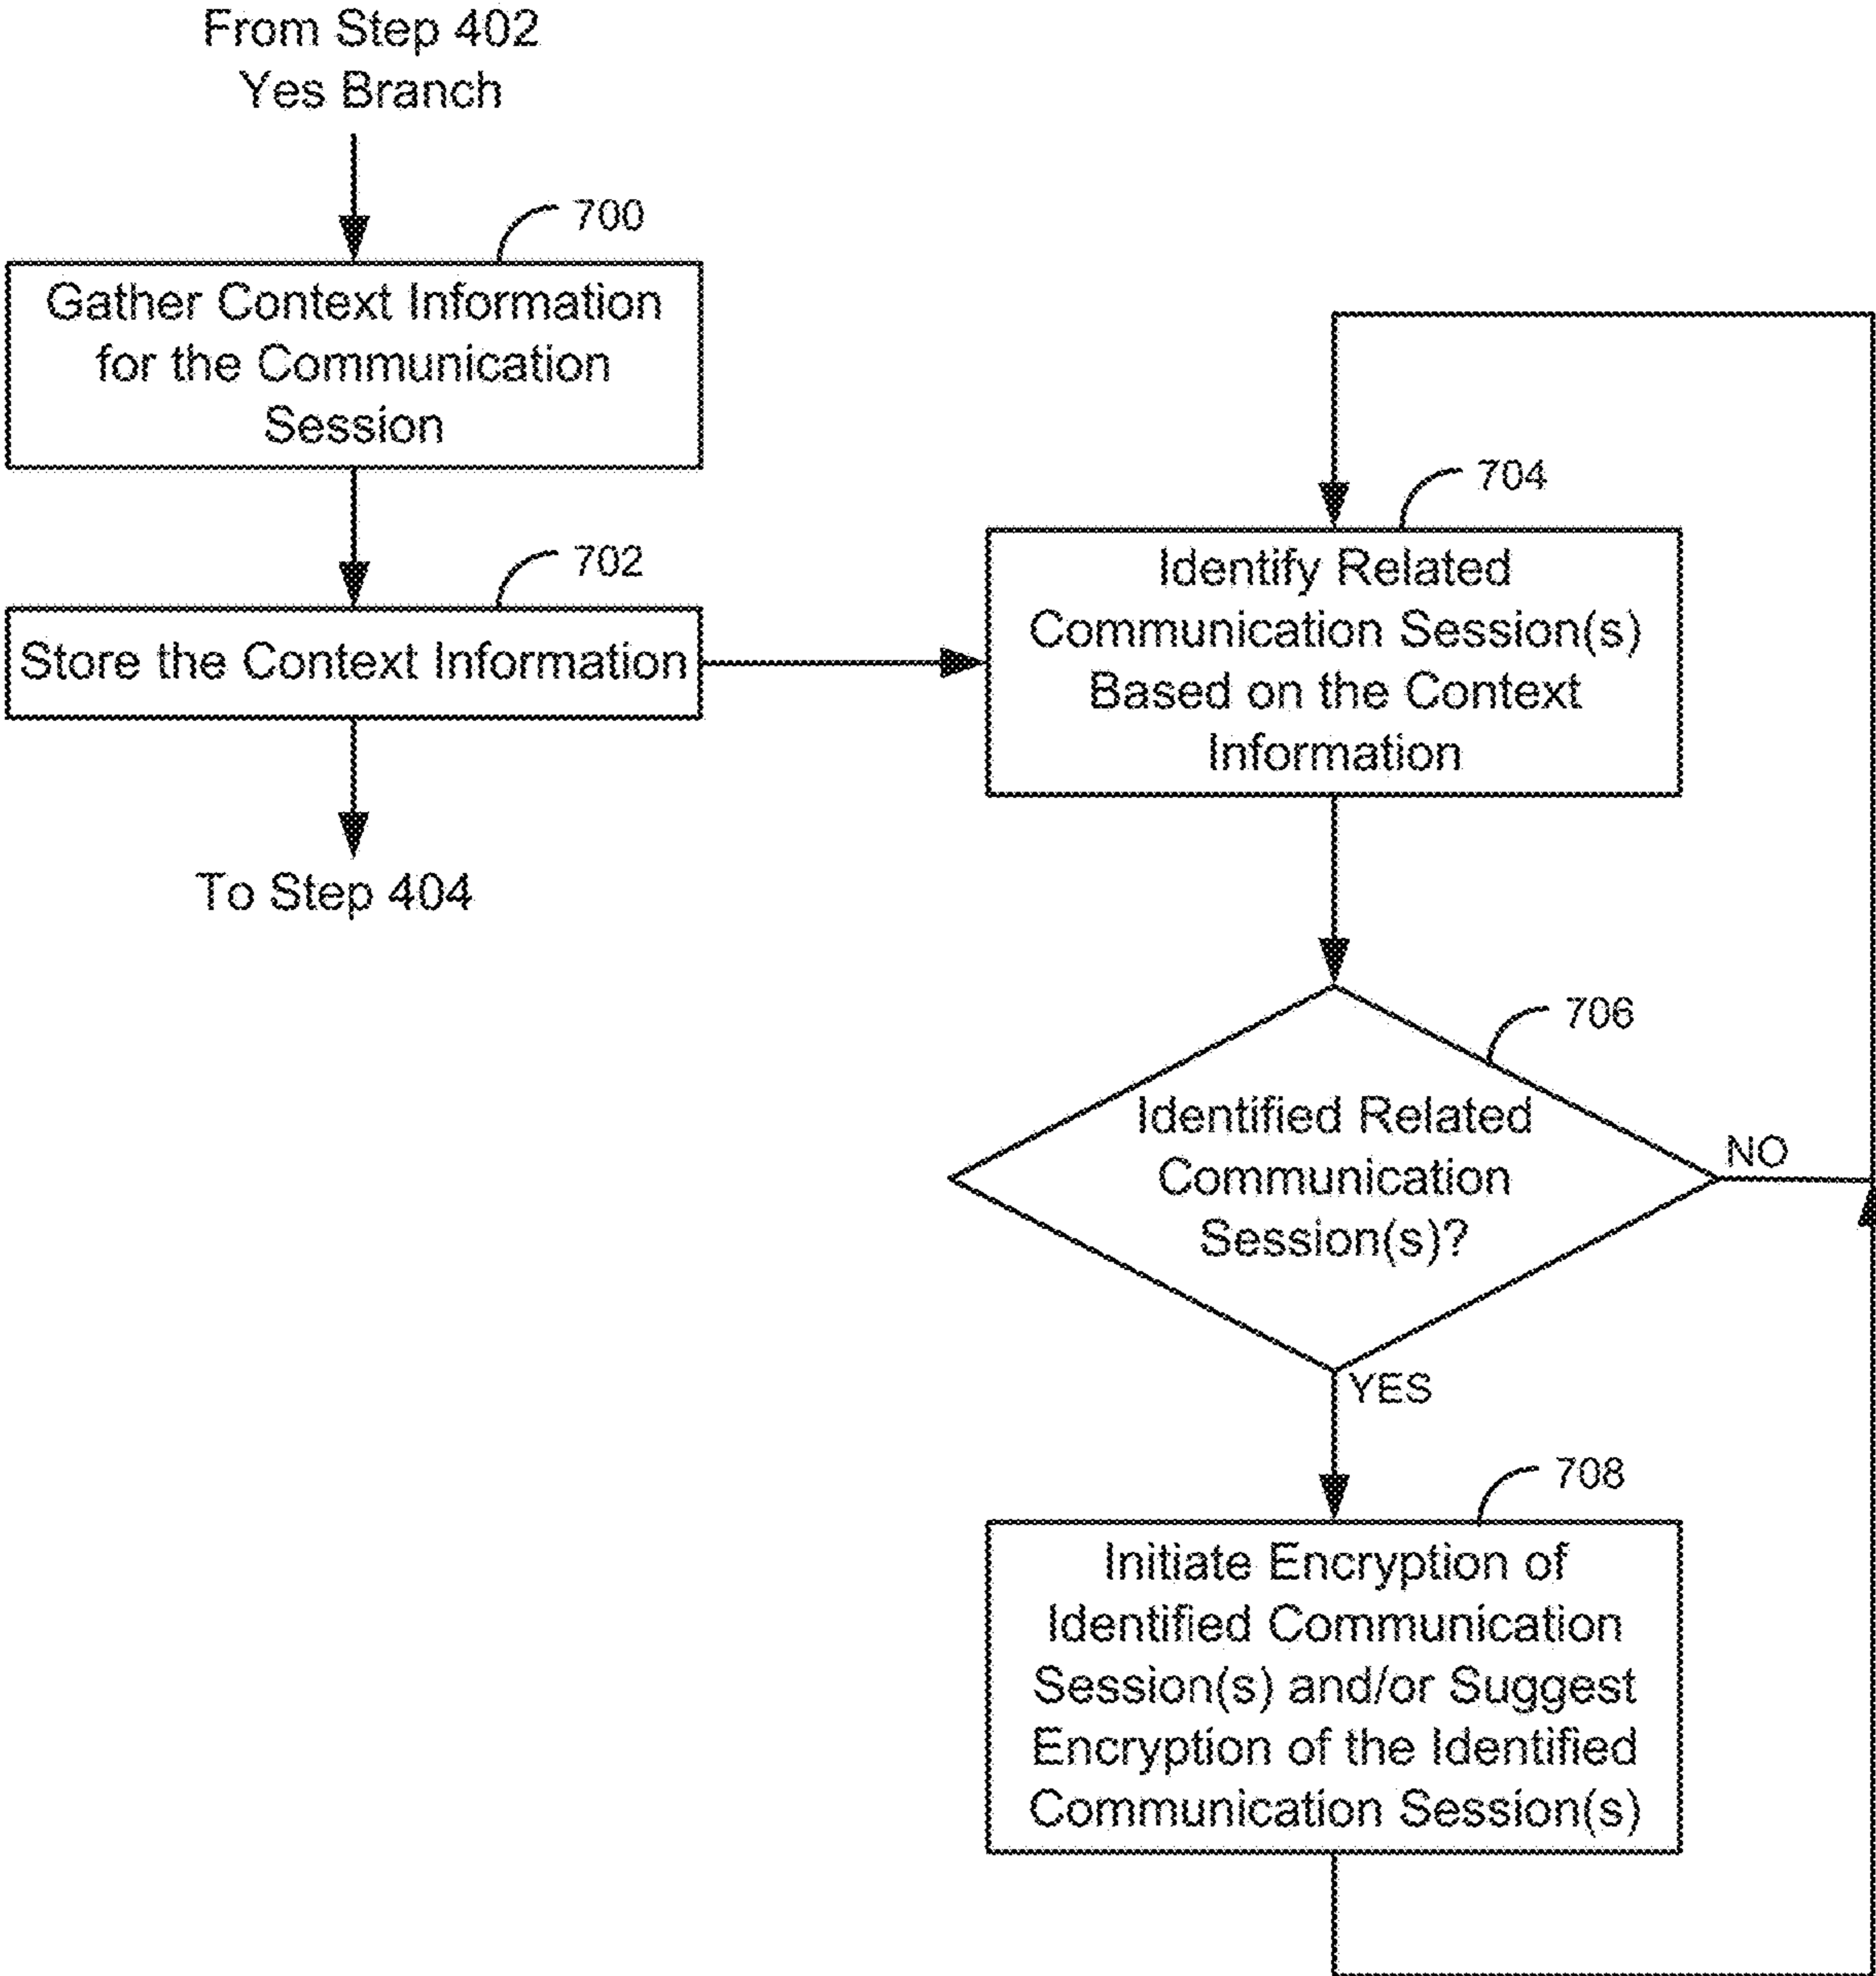 From Step 402
Yes Branch
700
Gather Context Information
for the Communication
Session
702
Store the Context Information
To Step 404
704
Identify Related
Communication Session(s)
Based on the Context
Information
706
Identified Related
Communication
Session(s)?
NO
YES
708
Initiate Encryption of
Identified Communication
Session(s) and/or Suggest
Encryption of the Identified
Communication Session(s)